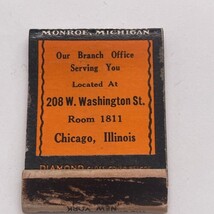 MONROE, MICHIGAN
Our Branch Office
Serving You
Located At
208 W. Washington St.
Room 1811
Chicago, Illinois
DIAMOND